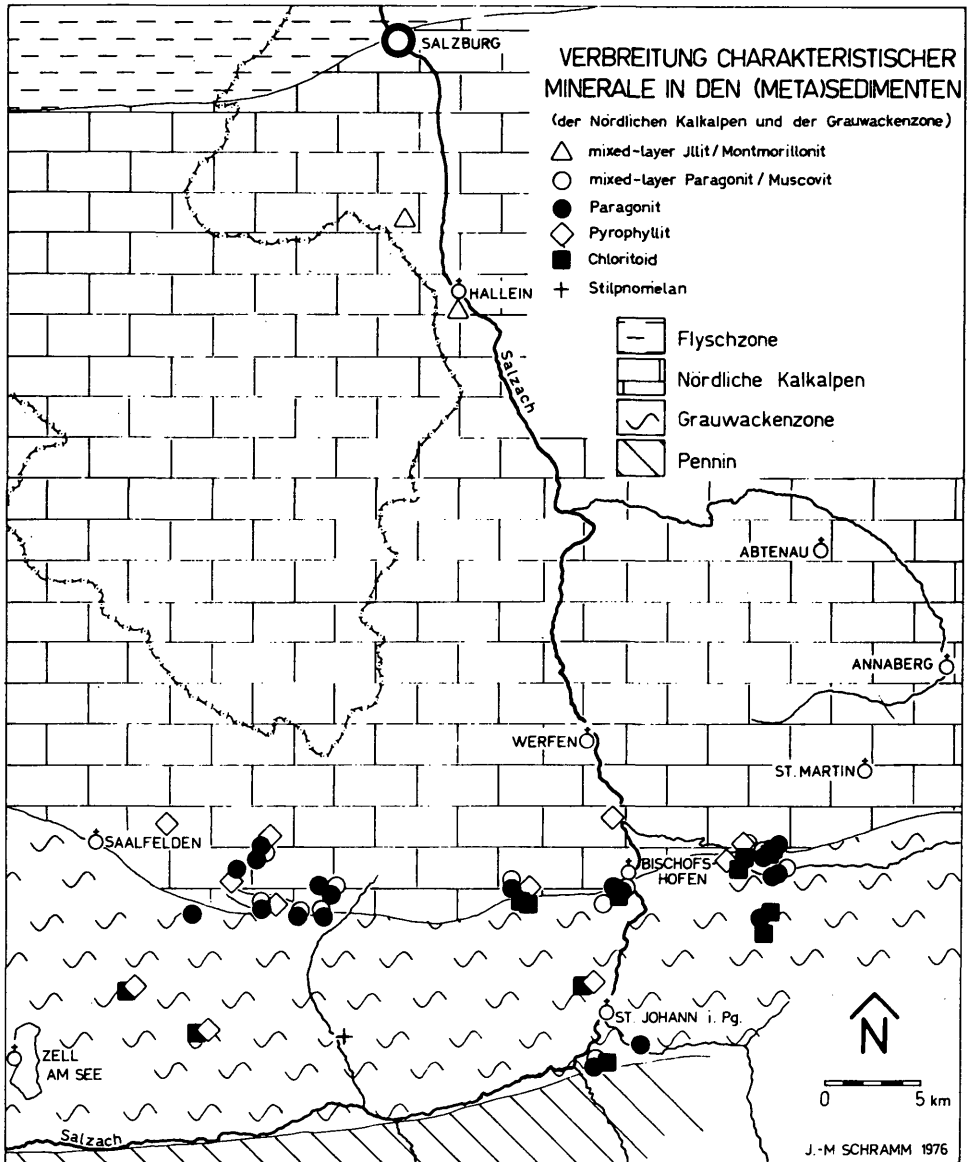 SALZBURG
VERBREITUNG CHARAKTERISTISCHER
MINERALE IN DEN (META)SEDIMENTEN
(der Nördlichen Kalkalpen und der Grauwackenzone)
mixed-layer Jllit/Montmorillonit
mixed-layer Paragonit/Muscovit
Paragonit
Pyrophyllit
Chloritoid
Stilpnomelan
Flyschzone
Nördliche Kalkalpen
Grauwackenzone
Pennin
HALLEIN
Salzach
ABTENAU
ANNABERG
WERFEN
ST. MARTIN
SAALFELDEN
BISCHOFS-
HOFEN
ST. JOHANN i. Pg.
ZELL
AM SEE
N
0 5 km
Salzach
J.-M SCHRAMM 1976